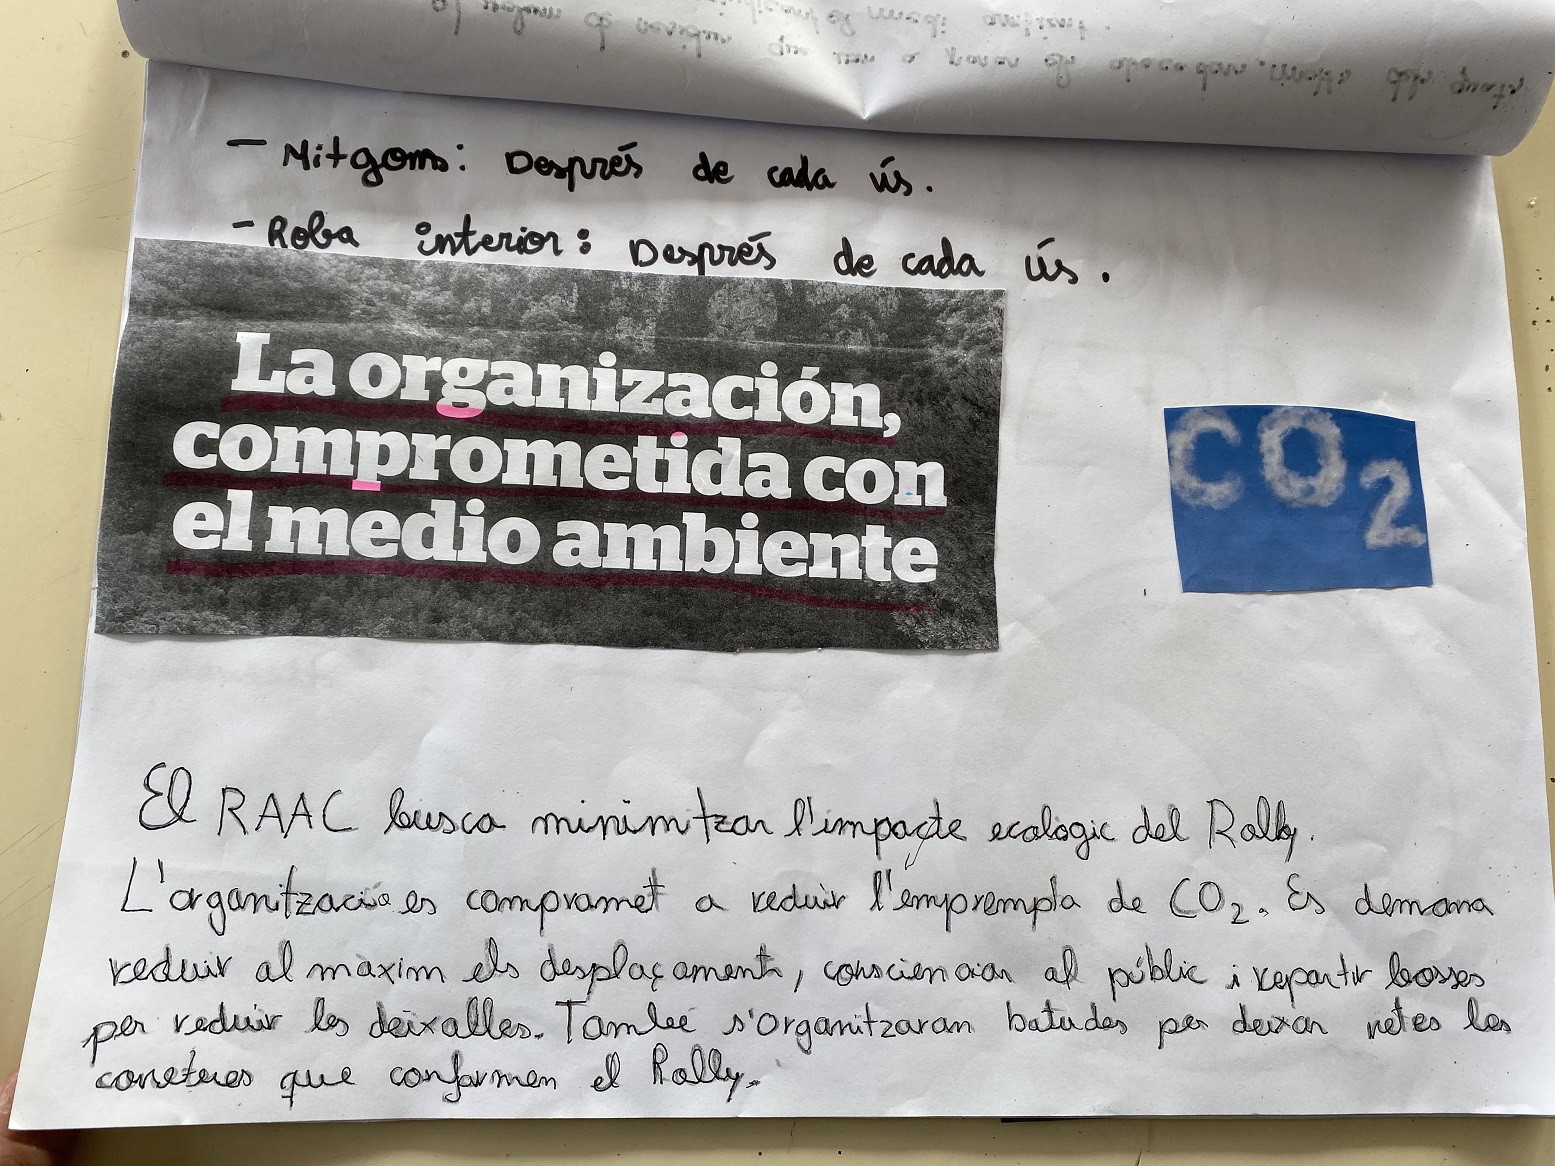 - Mitgons: Després de cada ús.
- Roba interior: Després de cada ús.
La organización,
comprometida con
el medio ambiente
CO2
El RAAC busca minimitzar l'impacte ecologic del Rally.
L'organització es compromet a reduir l'emprempta de CO2. Es demana
reduir al màxim els desplaçaments, conscienciar al públic i repartir bosses
per reduir les deixalles. També s'organitzaran batudes per deixar netes les
carreteres que conformen el Rally.